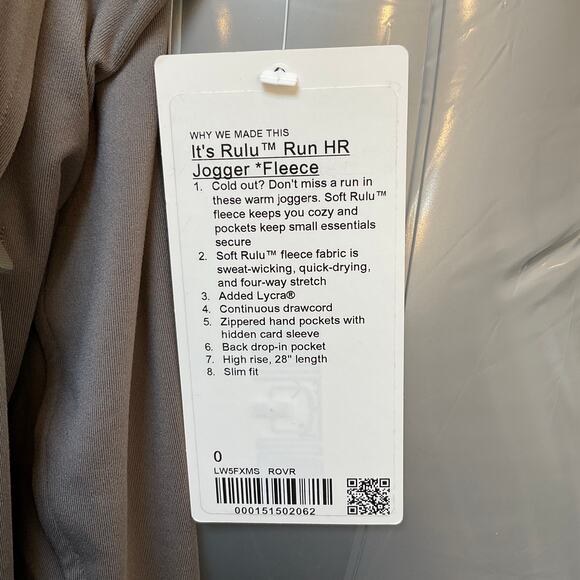 WHY WE MADE THIS
It's Rulu™ Run HR
Jogger *Fleece
1. Cold out? Don't miss a run in
these warm joggers. Soft Rulu™
fleece keeps you cozy and
pockets keep small essentials
secure
2. Soft Rulu™ fleece fabric is
sweat-wicking, quick-drying,
and four-way stretch
3. Added Lycra®
4. Continuous drawcord
5. Zippered hand pockets with
hidden card sleeve
6. Back drop-in pocket
7. High rise, 28" length
8. Slim fit
0
LW5FXMS ROVR
000151502062